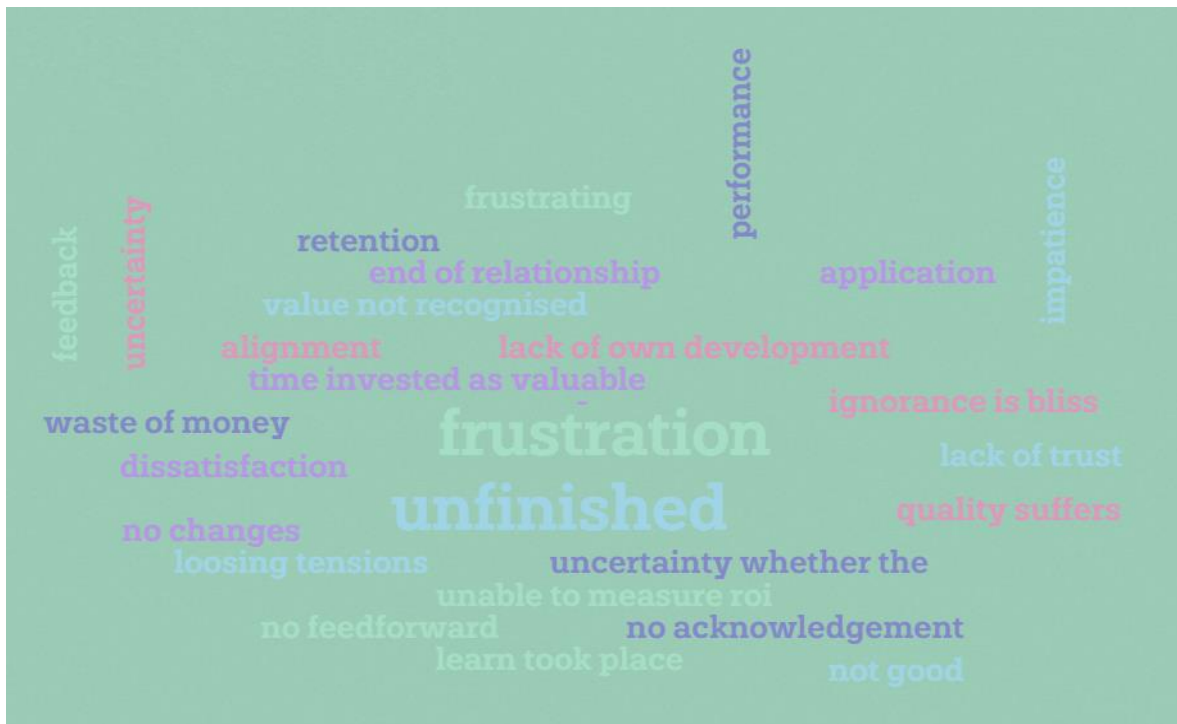 performance
impatience
frustrating
uncertainty
feedback
retention
end of relationship
application
value not recognised
alignment
lack of own development
time invested as valuable
ignorance is bliss
waste of money
frustration
lack of trust
dissatisfaction
unfinished
quality suffers
no changes
loosing tensions
uncertainty whether the
unable to measure roi
no feedforward
no acknowledgement
learn took place
not good